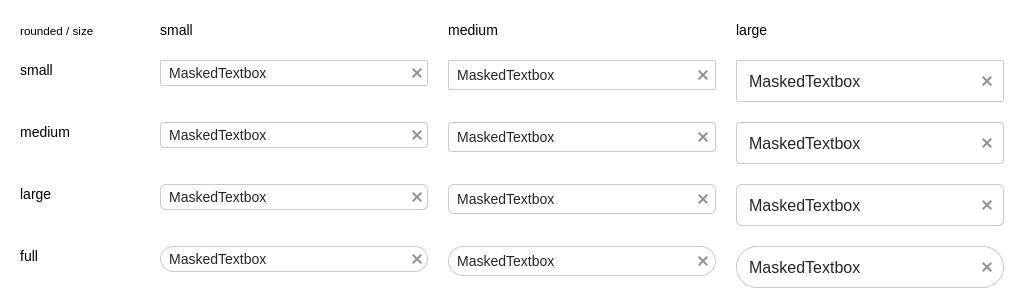 rounded / size small medium large
small MaskedTextbox MaskedTextbox MaskedTextbox
medium MaskedTextbox MaskedTextbox MaskedTextbox
large MaskedTextbox MaskedTextbox MaskedTextbox
full MaskedTextbox MaskedTextbox MaskedTextbox